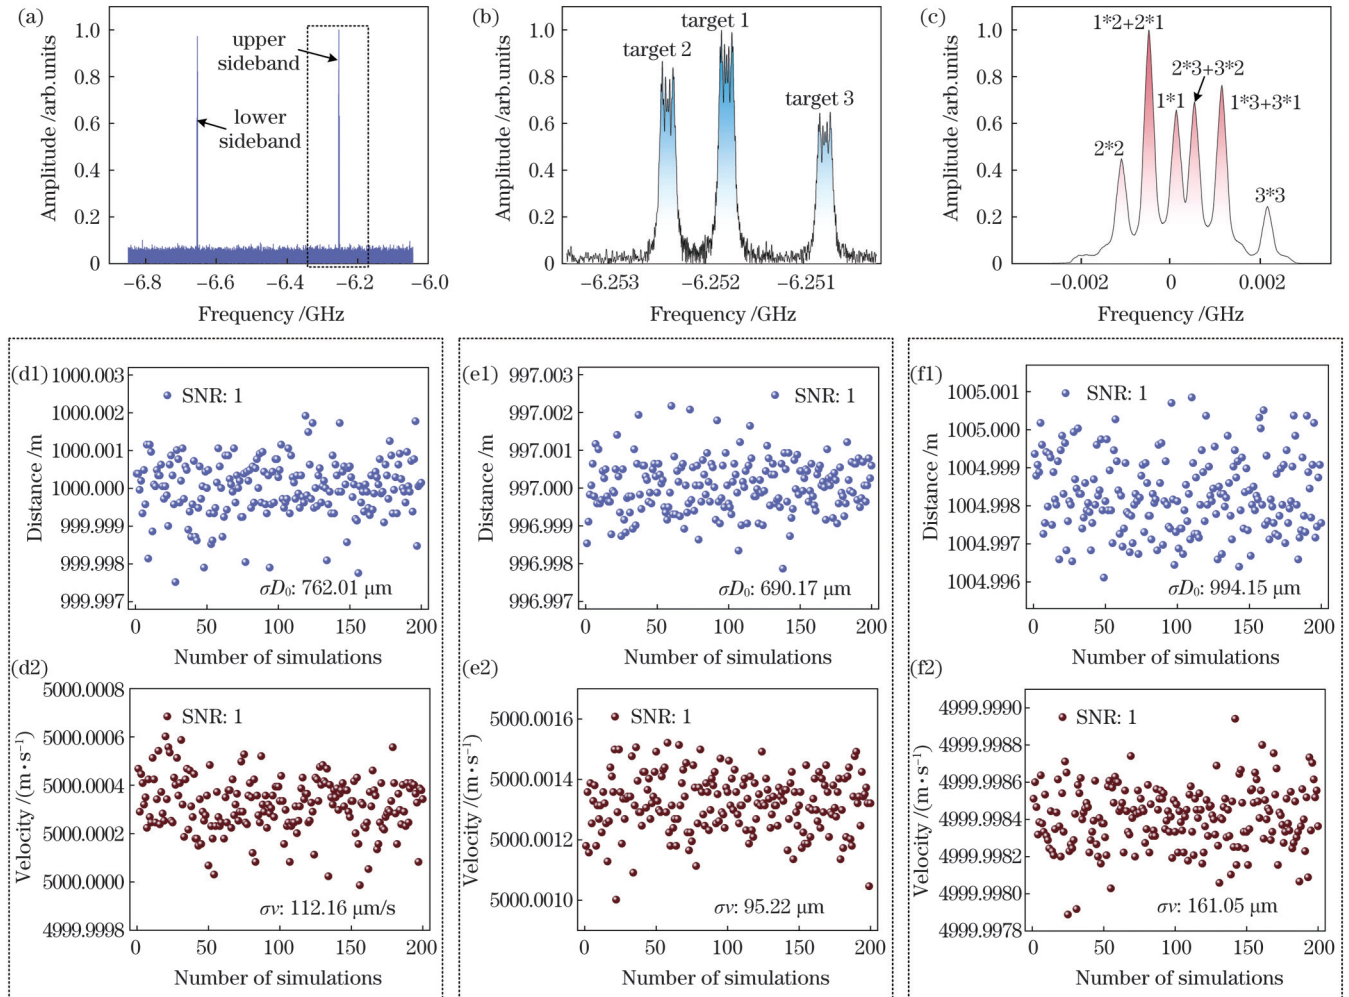 (a)
Amplitude /arb.units
1.0
0.8
0.6
0.4
0.2
0
upper
sideband
lower
sideband
−6.8
−6.6
−6.4
−6.2
−6.0
Frequency /GHz
(b)
Amplitude /arb.units
1.0
0.8
0.6
0.4
0.2
0
target 1
target 2
target 3
−6.253
−6.252
−6.251
Frequency /GHz
(c)
Amplitude /arb.units
1.0
0.8
0.6
0.4
0.2
0
1*2+2*1
2*3+3*2
1*1
1*3+3*1
2*2
3*3
−0.002
0
0.002
Frequency /GHz
(d1)
Distance /m
1000.003
1000.002
1000.001
1000.000
999.999
999.998
999.997
SNR: 1
σD₀: 762.01 μm
0
50
100
150
200
Number of simulations
(e1)
Distance /m
997.003
997.002
997.001
997.000
996.999
996.998
996.997
SNR: 1
σD₀: 690.17 μm
0
50
100
150
200
Number of simulations
(f1)
Distance /m
1005.001
1005.000
1004.999
1004.998
1004.997
1004.996
SNR: 1
σD₀: 994.15 μm
0
50
100
150
200
Number of simulations
(d2)
Velocity /(m·s⁻¹)
5000.0008
5000.0006
5000.0004
5000.0002
5000.0000
4999.9998
SNR: 1
σv: 112.16 μm/s
0
50
100
150
200
Number of simulations
(e2)
Velocity /(m·s⁻¹)
5000.0016
5000.0014
5000.0012
5000.0010
SNR: 1
σv: 95.22 μm
0
50
100
150
200
Number of simulations
(f2)
Velocity /(m·s⁻¹)
4999.9990
4999.9988
4999.9986
4999.9984
4999.9982
4999.9980
4999.9978
SNR: 1
σv: 161.05 μm
0
50
100
150
200
Number of simulations